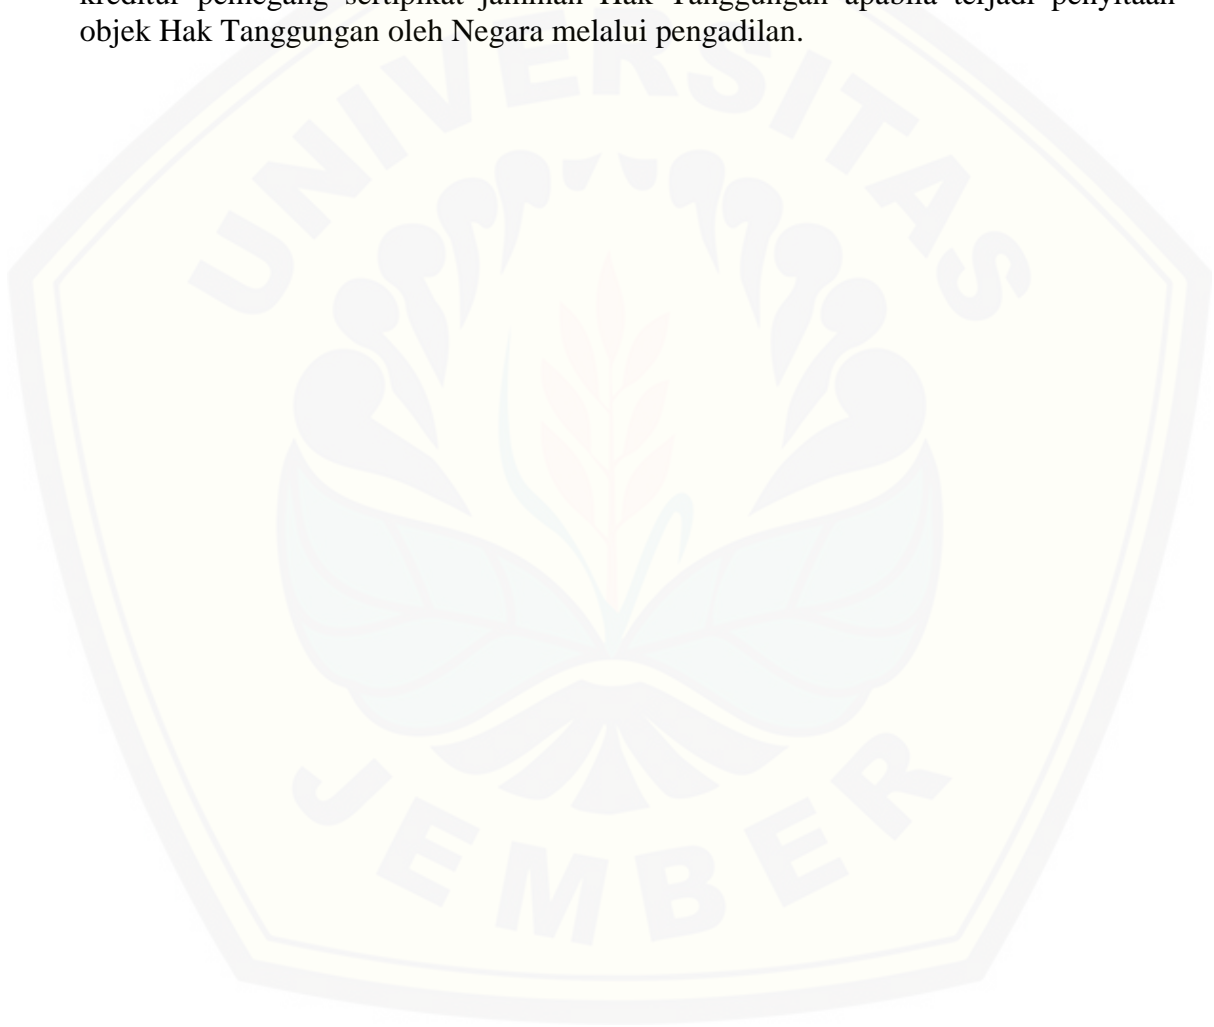 kreditur pemegang sertipikat jaminan Hak Tanggungan apabila terjadi penyitaan
objek Hak Tanggungan oleh Negara melalui pengadilan.
UNIVERSITAS
JEMBER